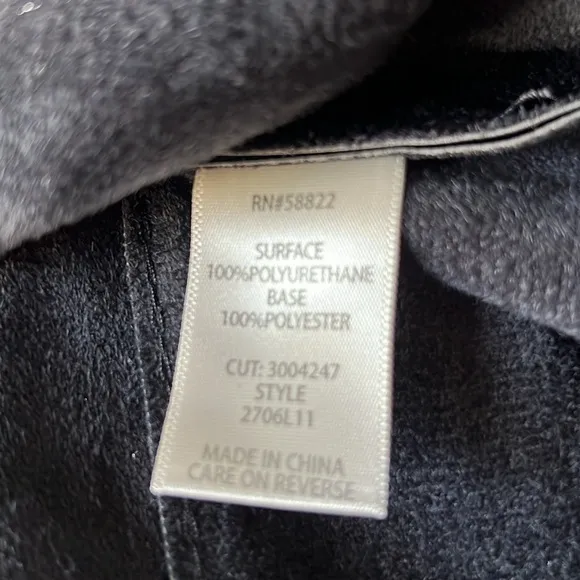 RN#58822
SURFACE
100%POLYURETHANE
BASE
100%POLYESTER
CUT: 3004247
STYLE
2706L11
MADE IN CHINA
CARE ON REVERSE